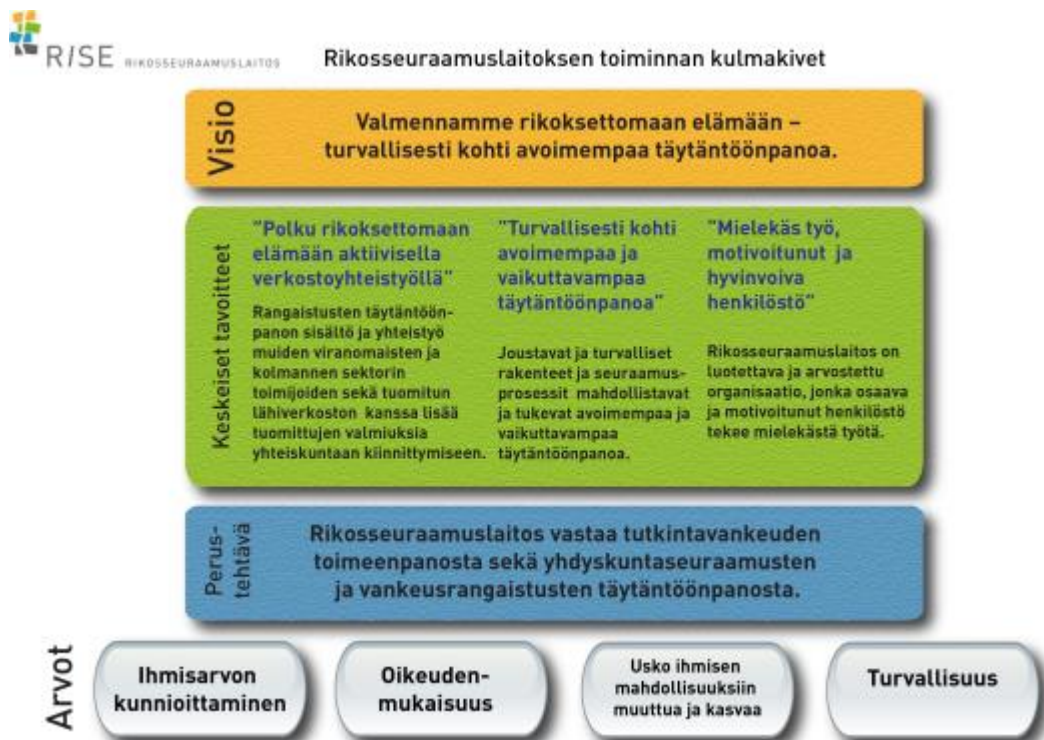 RISE RIKOSSEURAAMUSLAITOS
Rikosseuraamuslaitoksen toiminnan kulmakivet
Visio
Valmennamme rikoksettomaan elämään –
turvallisesti kohti avoimempaa täytäntöönpanoa.
Keskeiset tavoitteet
"Polku rikoksettomaan
elämään aktiivisella
verkostoyhteistyöllä"
Rangaistusten täytäntöön-
panon sisältö ja yhteistyö
muiden viranomaisten ja
kolmannen sektorin
toimijoiden sekä tuomitun
lähiverkoston kanssa lisää
tuomittujen valmiuksia
yhteiskuntaan kiinnittymiseen.
"Turvallisesti kohti
avoimempaa ja
vaikuttavampaa
täytäntöönpanoa"
Joustavat ja turvalliset
rakenteet ja seuraamus-
prosessit mahdollistavat
ja tukevat avoimempaa ja
vaikuttavampaa
täytäntöönpanoa.
"Mielekäs työ,
motivoitunut ja
hyvinvoiva
henkilöstö"
Rikosseuraamuslaitos on
luotettava ja arvostettu
organisaatio, jonka osaava
ja motivoitunut henkilöstö
tekee mielekästä työtä.
Perus-
tehtävä
Rikosseuraamuslaitos vastaa tutkintavankeuden
toimeenpanosta sekä yhdyskuntaseuraamusten
ja vankeusrangaistusten täytäntöönpanosta.
Arvot
Ihmisarvon
kunnioittaminen
Oikeuden-
mukaisuus
Usko ihmisen
mahdollisuuksiin
muuttua ja kasvaa
Turvallisuus